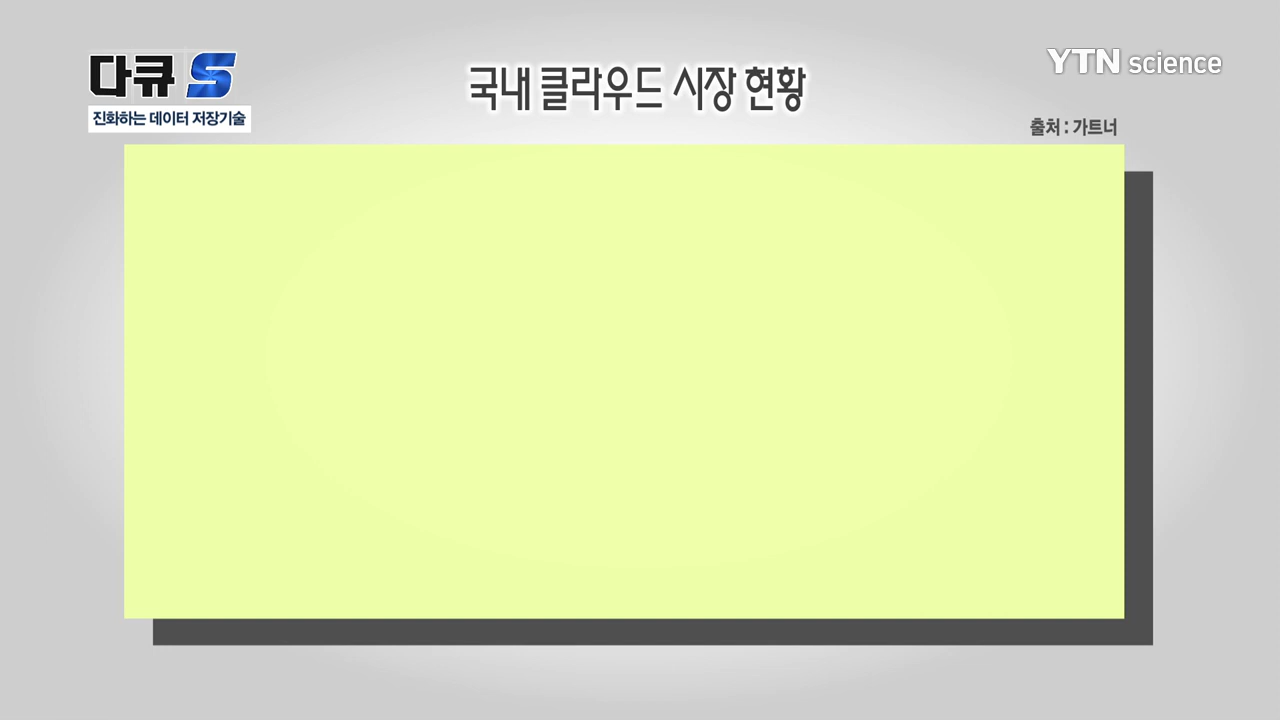 다큐 S
진화하는 데이터 저장기술
국내 클라우드 시장 현황
YTN science
출처 : 가트너